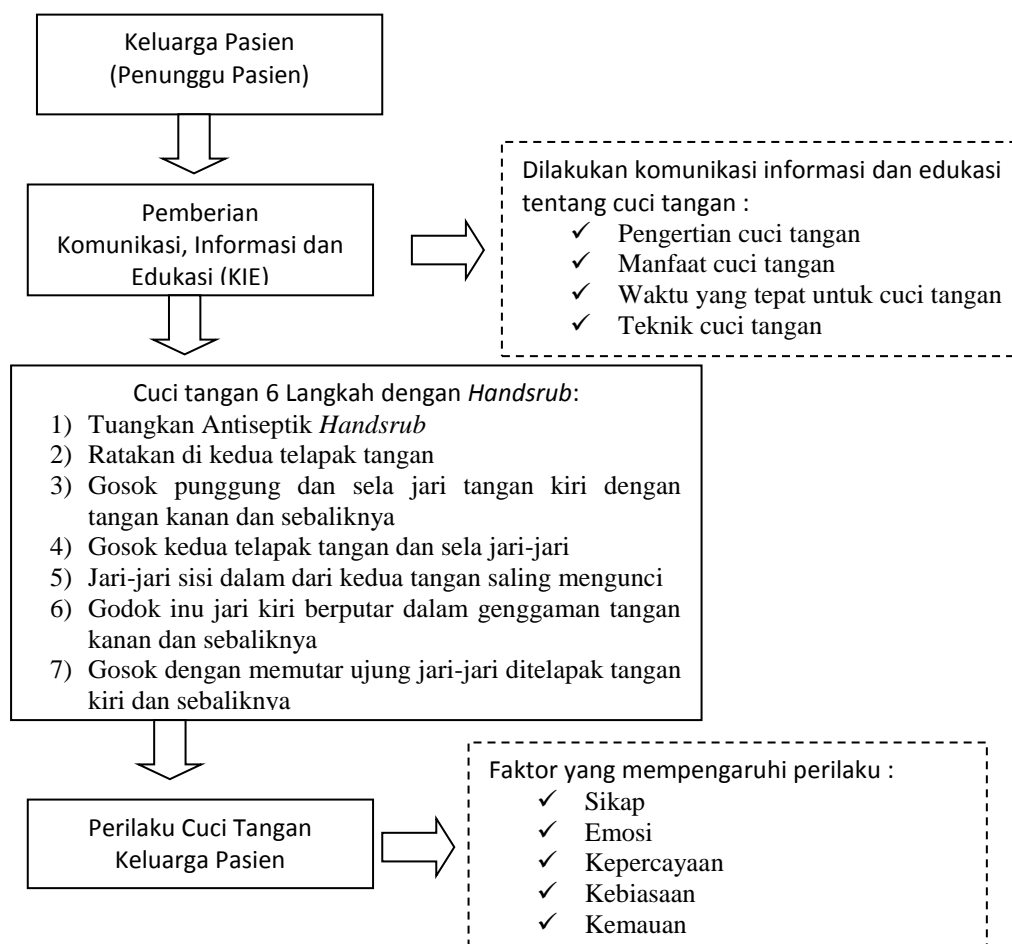 Keluarga Pasien
(Penunggu Pasien)
Pemberian
Komunikasi, Informasi dan
Edukasi (KIE)
Dilakukan komunikasi informasi dan edukasi
tentang cuci tangan :
✓ Pengertian cuci tangan
✓ Manfaat cuci tangan
✓ Waktu yang tepat untuk cuci tangan
✓ Teknik cuci tangan
Cuci tangan 6 Langkah dengan Handsrub:
1) Tuangkan Antiseptik Handsrub
2) Ratakan di kedua telapak tangan
3) Gosok punggung dan sela jari tangan kiri dengan
tangan kanan dan sebaliknya
4) Gosok kedua telapak tangan dan sela jari-jari
5) Jari-jari sisi dalam dari kedua tangan saling mengunci
6) Godok inu jari kiri berputar dalam genggaman tangan
kanan dan sebaliknya
7) Gosok dengan memutar ujung jari-jari ditelapak tangan
kiri dan sebaliknya
Perilaku Cuci Tangan
Keluarga Pasien
Faktor yang mempengaruhi perilaku :
✓ Sikap
✓ Emosi
✓ Kepercayaan
✓ Kebiasaan
✓ Kemauan